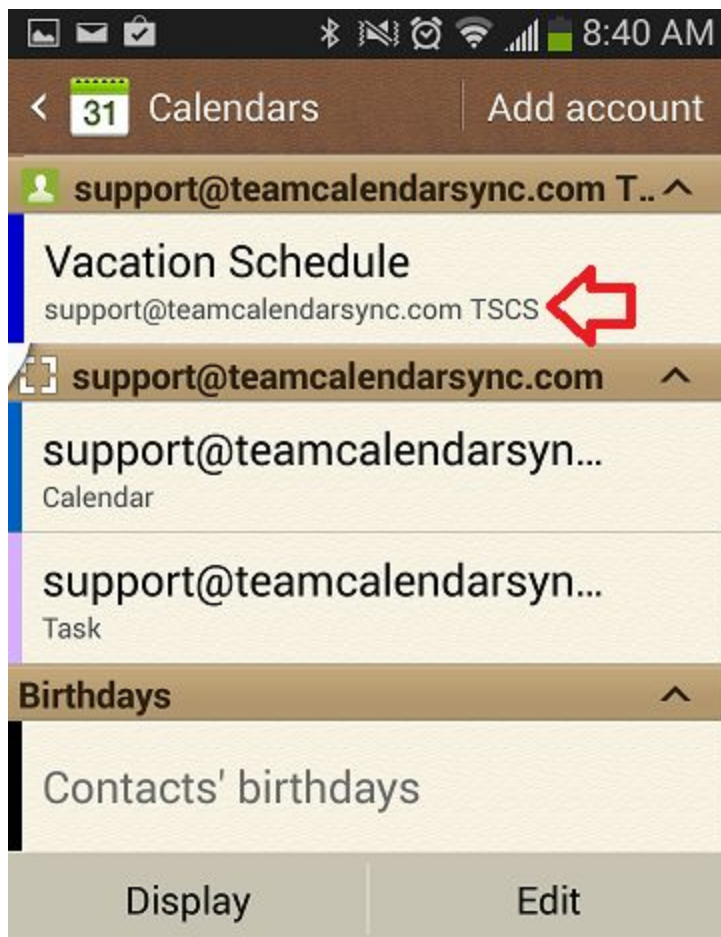 8:40 AM
31 Calendars Add account
support@teamcalendarsync.com T..
Vacation Schedule
support@teamcalendarsync.com TSCS
support@teamcalendarsync.com
support@teamcalendarsyn...
Calendar
support@teamcalendarsyn...
Task
Birthdays
Contacts' birthdays
Display Edit